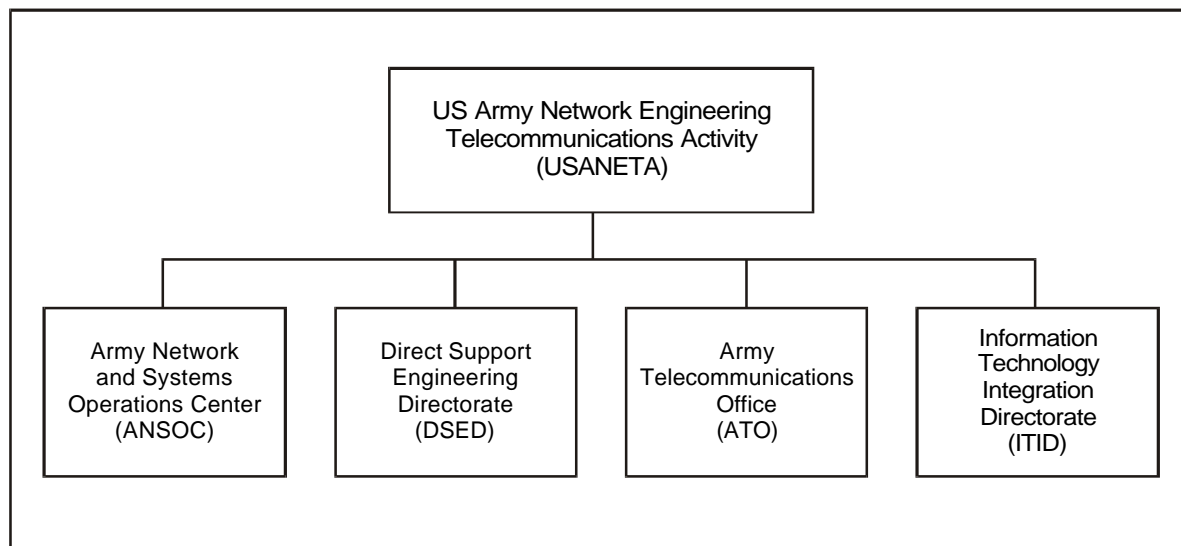 US Army Network Engineering
Telecommunications Activity
(USANETA)
Army Network
and Systems
Operations Center
(ANSOC)
Direct Support
Engineering
Directorate
(DSED)
Army
Telecommunications
Office
(ATO)
Information
Technology
Integration
Directorate
(ITID)